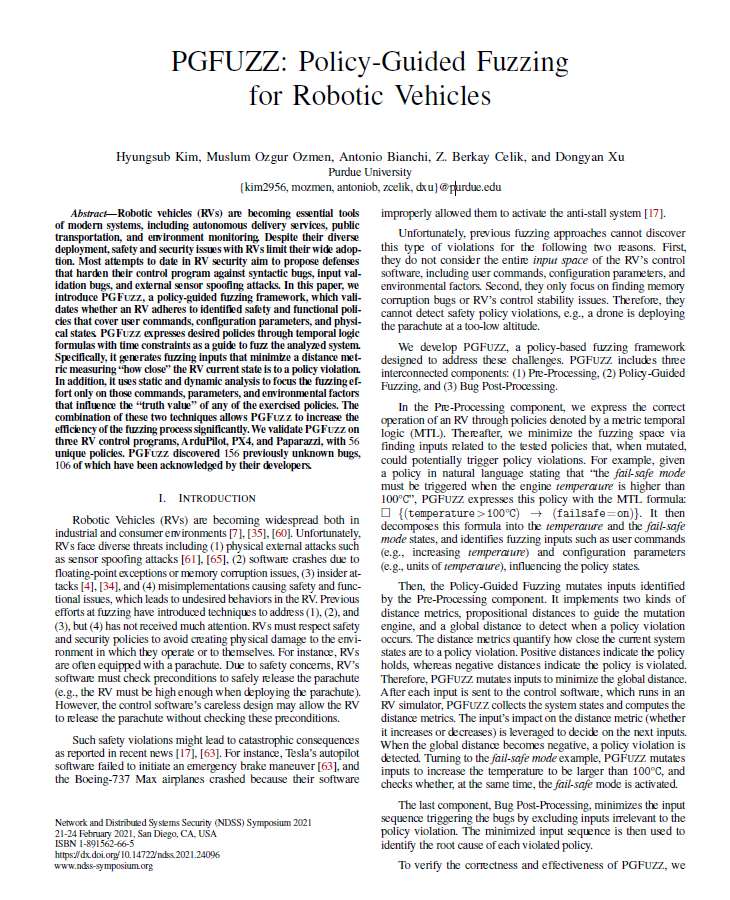 PGFUZZ: Policy-Guided Fuzzing
for Robotic Vehicles
Hyungsub Kim, Muslum Ozgur Ozmen, Antonio Bianchi, Z. Berkay Celik, and Dongyan Xu
Purdue University
{kim2956, mozmen, antoniob, zcelik, dxu}@purdue.edu
Abstract—Robotic vehicles (RVs) are becoming essential tools
of modern systems, including autonomous delivery services, public
transportation, and environment monitoring. Despite their diverse
deployment, safety and security issues with RVs limit their wide adop-
tion. Most attempts to date in RV security aim to propose defenses
that harden their control program against syntactic bugs, input val-
idation bugs, and external sensor spoofing attacks. In this paper, we
introduce PGFUZZ, a policy-guided fuzzing framework, which vali-
dates whether an RV adheres to identified safety and functional poli-
cies that cover user commands, configuration parameters, and physi-
cal states. PGFUZZ expresses desired policies through temporal logic
formulas with time constraints as a guide to fuzz the analyzed system.
Specifically, it generates fuzzing inputs that minimize a distance met-
ric measuring “how close” the RV current state is to a policy violation.
In addition, it uses static and dynamic analysis to focus the fuzzing ef-
fort only on those commands, parameters, and environmental factors
that influence the “truth value” of any of the exercised policies. The
combination of these two techniques allows PGFUZZ to increase the
efficiency of the fuzzing process significantly. We validate PGFUZZ on
three RV control programs, ArduPilot, PX4, and Paparazzi, with 56
unique policies. PGFUZZ discovered 156 previously unknown bugs,
106 of which have been acknowledged by their developers.
I. INTRODUCTION
Robotic Vehicles (RVs) are becoming widespread both in
industrial and consumer environments [7], [35], [60]. Unfortunately,
RVs face diverse threats including (1) physical external attacks such
as sensor spoofing attacks [61], [65], (2) software crashes due to
floating-point exceptions or memory corruption issues, (3) insider at-
tacks [4], [34], and (4) misimplementations causing safety and func-
tional issues, which leads to undesired behaviors in the RV. Previous
efforts at fuzzing have introduced techniques to address (1), (2), and
(3), but (4) has not received much attention. RVs must respect safety
and security policies to avoid creating physical damage to the envi-
ronment in which they operate or to themselves. For instance, RVs
are often equipped with a parachute. Due to safety concerns, RV’s
software must check preconditions to safely release the parachute
(e.g., the RV must be high enough when deploying the parachute).
However, the control software’s careless design may allow the RV
to release the parachute without checking these preconditions.
Such safety violations might lead to catastrophic consequences
as reported in recent news [17], [63]. For instance, Tesla’s autopilot
software failed to initiate an emergency brake maneuver [63], and
the Boeing-737 Max airplanes crashed because their software
Network and Distributed Systems Security (NDSS) Symposium 2021
21-24 February 2021, San Diego, CA, USA
ISBN 1-891562-66-5
https://dx.doi.org/10.14722/ndss.2021.24096
www.ndss-symposium.org
improperly allowed them to activate the anti-stall system [17].
Unfortunately, previous fuzzing approaches cannot discover
this type of violations for the following two reasons. First,
they do not consider the entire input space of the RV’s control
software, including user commands, configuration parameters, and
environmental factors. Second, they only focus on finding memory
corruption bugs or RV’s control stability issues. Therefore, they
cannot detect safety policy violations, e.g., a drone is deploying
the parachute at a too-low altitude.
We develop PGFUZZ, a policy-based fuzzing framework
designed to address these challenges. PGFUZZ includes three
interconnected components: (1) Pre-Processing, (2) Policy-Guided
Fuzzing, and (3) Bug Post-Processing.
In the Pre-Processing component, we express the correct
operation of an RV through policies denoted by a metric temporal
logic (MTL). Thereafter, we minimize the fuzzing space via
finding inputs related to the tested policies that, when mutated,
could potentially trigger policy violations. For example, given
a policy in natural language stating that “the fail-safe mode
must be triggered when the engine temperature is higher than
100°C”, PGFUZZ expresses this policy with the MTL formula:
□ {(temperature>100°C) → (failsafe=on)}. It then
decomposes this formula into the temperature and the fail-safe
mode states, and identifies fuzzing inputs such as user commands
(e.g., increasing temperature) and configuration parameters
(e.g., units of temperature), influencing the policy states.
Then, the Policy-Guided Fuzzing mutates inputs identified
by the Pre-Processing component. It implements two kinds of
distance metrics, propositional distances to guide the mutation
engine, and a global distance to detect when a policy violation
occurs. The distance metrics quantify how close the current system
states are to a policy violation. Positive distances indicate the policy
holds, whereas negative distances indicate the policy is violated.
Therefore, PGFUZZ mutates inputs to minimize the global distance.
After each input is sent to the control software, which runs in an
RV simulator, PGFUZZ collects the system states and computes the
distance metrics. The input’s impact on the distance metric (whether
it increases or decreases) is leveraged to decide on the next inputs.
When the global distance becomes negative, a policy violation is
detected. Turning to the fail-safe mode example, PGFUZZ mutates
inputs to increase the temperature to be larger than 100°C, and
checks whether, at the same time, the fail-safe mode is activated.
The last component, Bug Post-Processing, minimizes the input
sequence triggering the bugs by excluding inputs irrelevant to the
policy violation. The minimized input sequence is then used to
identify the root cause of each violated policy.
To verify the correctness and effectiveness of PGFUZZ, we